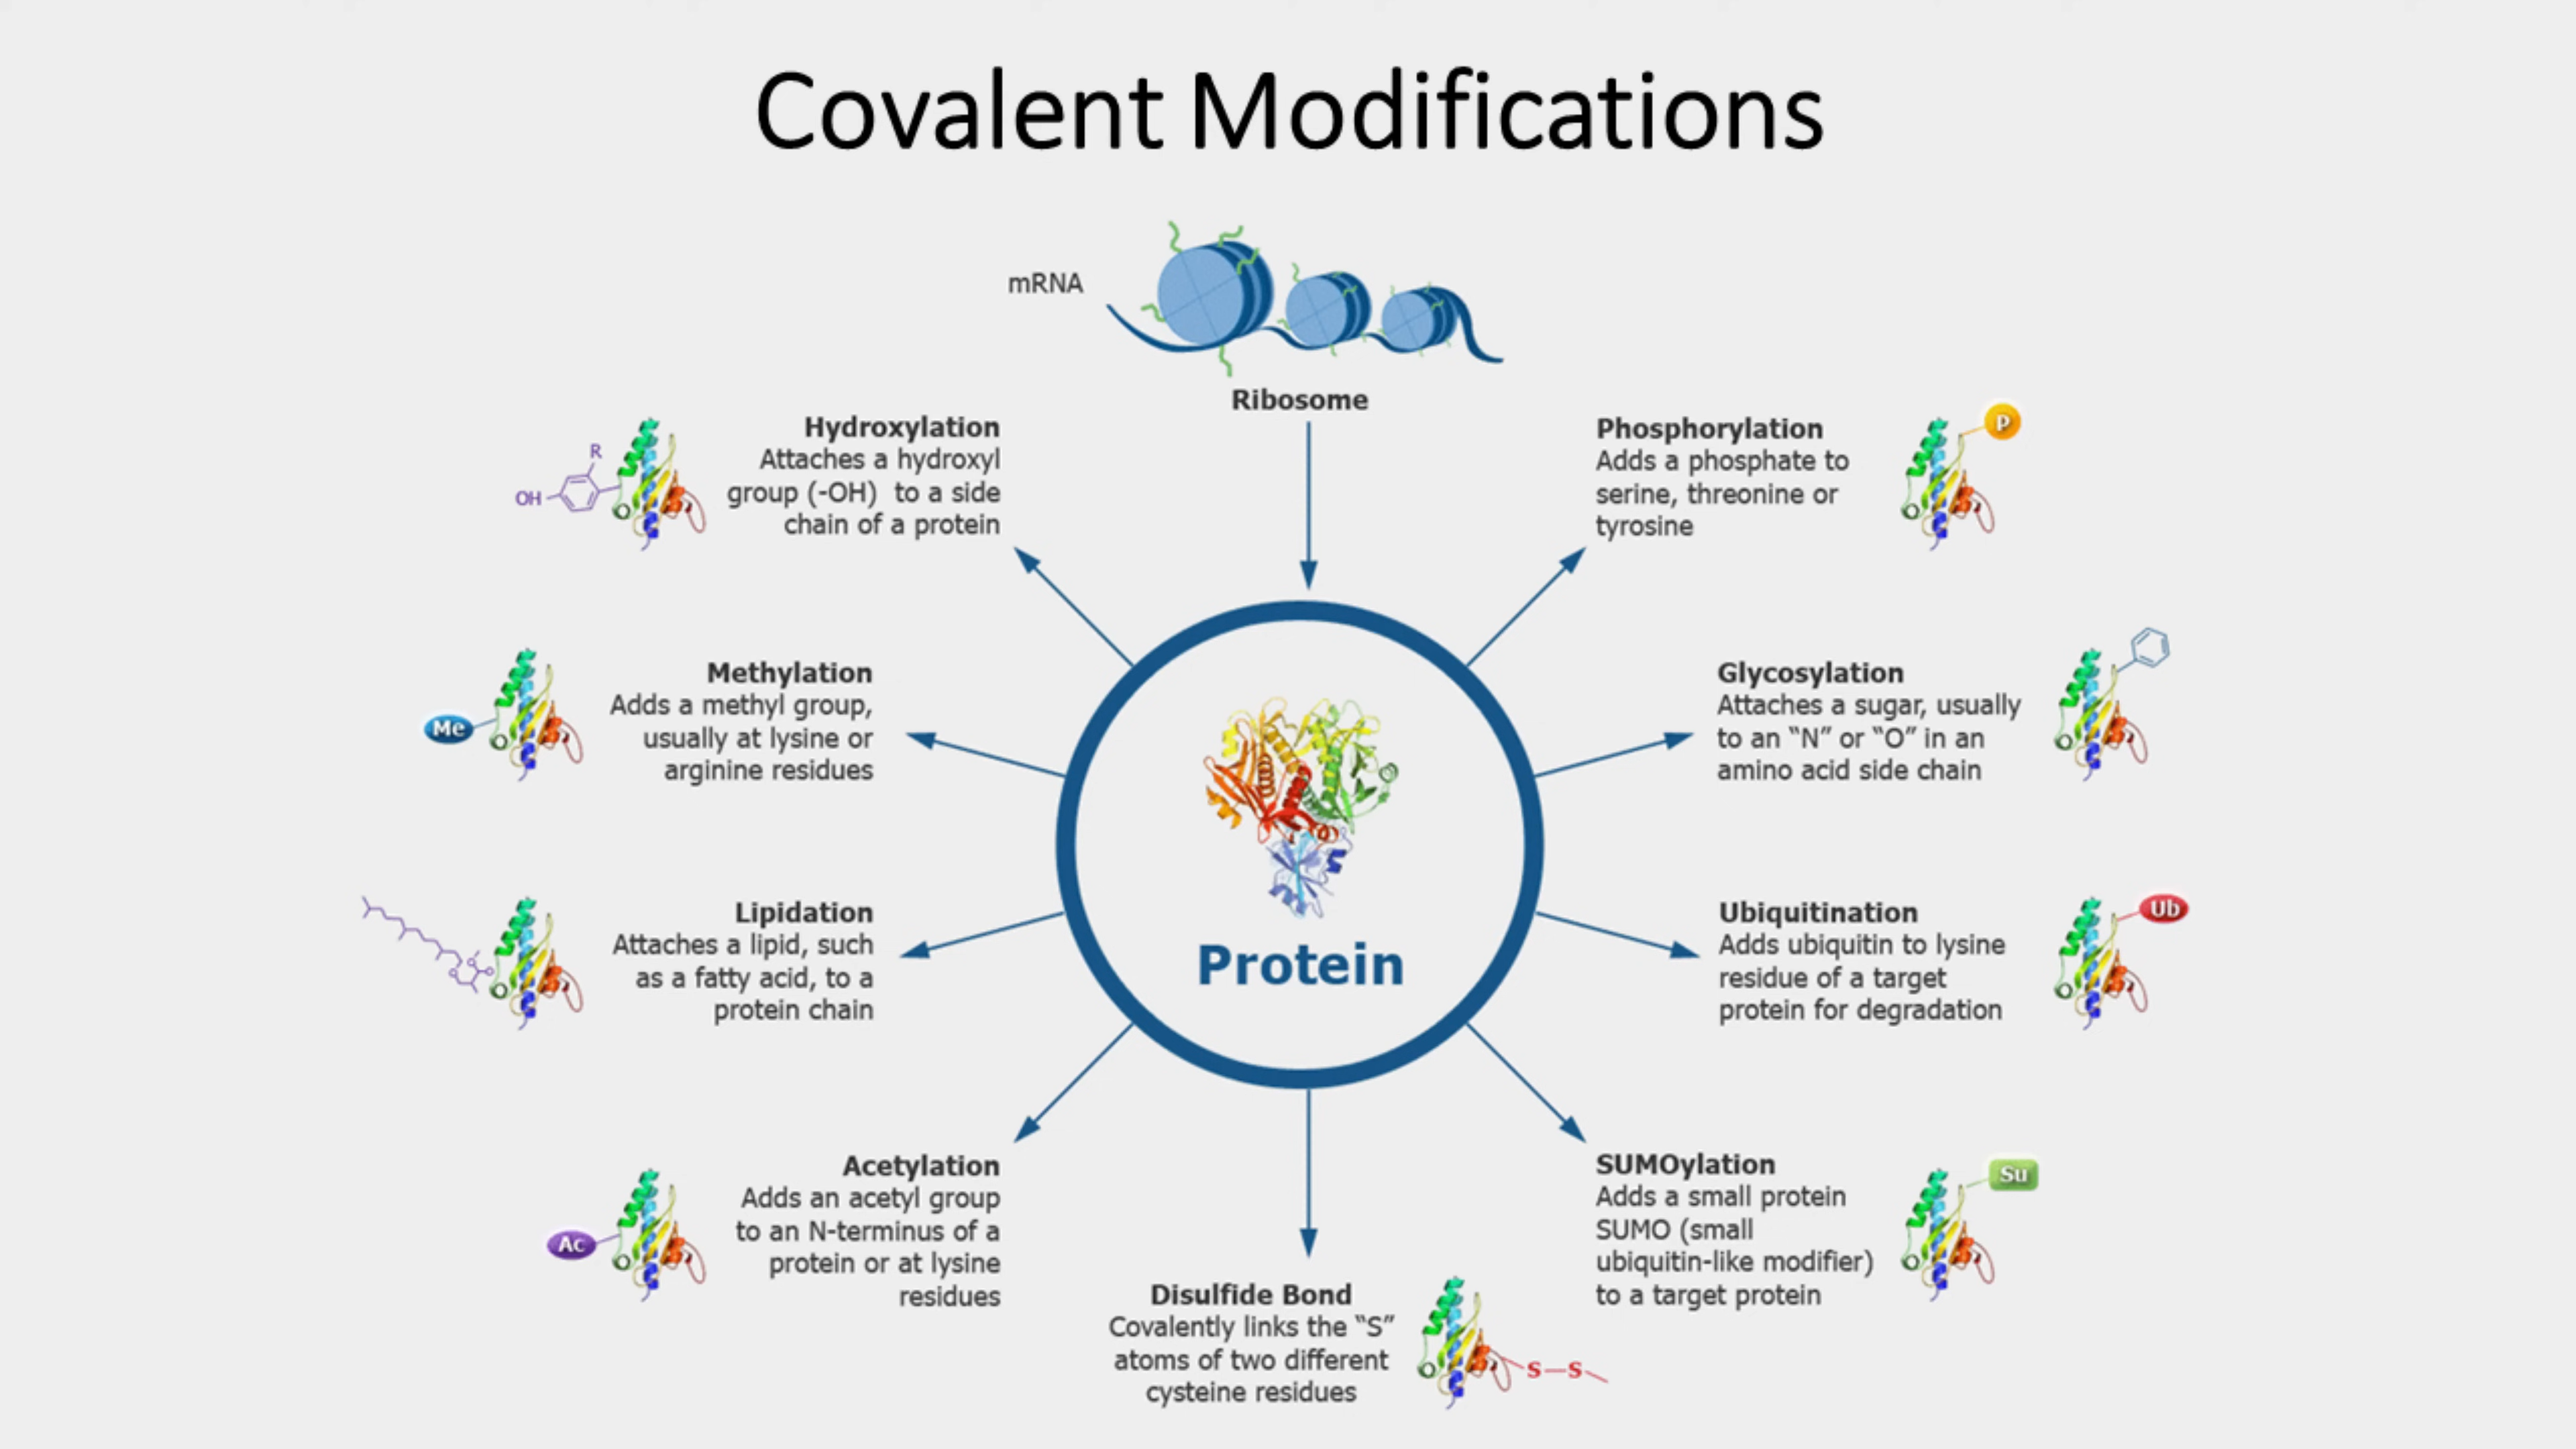 Covalent Modifications
mRNA
Ribosome
Hydroxylation
Attaches a hydroxyl
group (-OH) to a side
chain of a protein
R
OH
Phosphorylation
Adds a phosphate to
serine, threonine or
tyrosine
P
Methylation
Adds a methyl group,
usually at lysine or
arginine residues
Me
Glycosylation
Attaches a sugar, usually
to an “N” or “O” in an
amino acid side chain
Protein
Lipidation
Attaches a lipid, such
as a fatty acid, to a
protein chain
Ubiquitination
Adds ubiquitin to lysine
residue of a target
protein for degradation
Ub
Acetylation
Adds an acetyl group
to an N-terminus of a
protein or at lysine
residues
Ac
SUMOylation
Adds a small protein
SUMO (small
ubiquitin-like modifier)
to a target protein
Su
Disulfide Bond
Covalently links the “S”
atoms of two different
cysteine residues
S—S